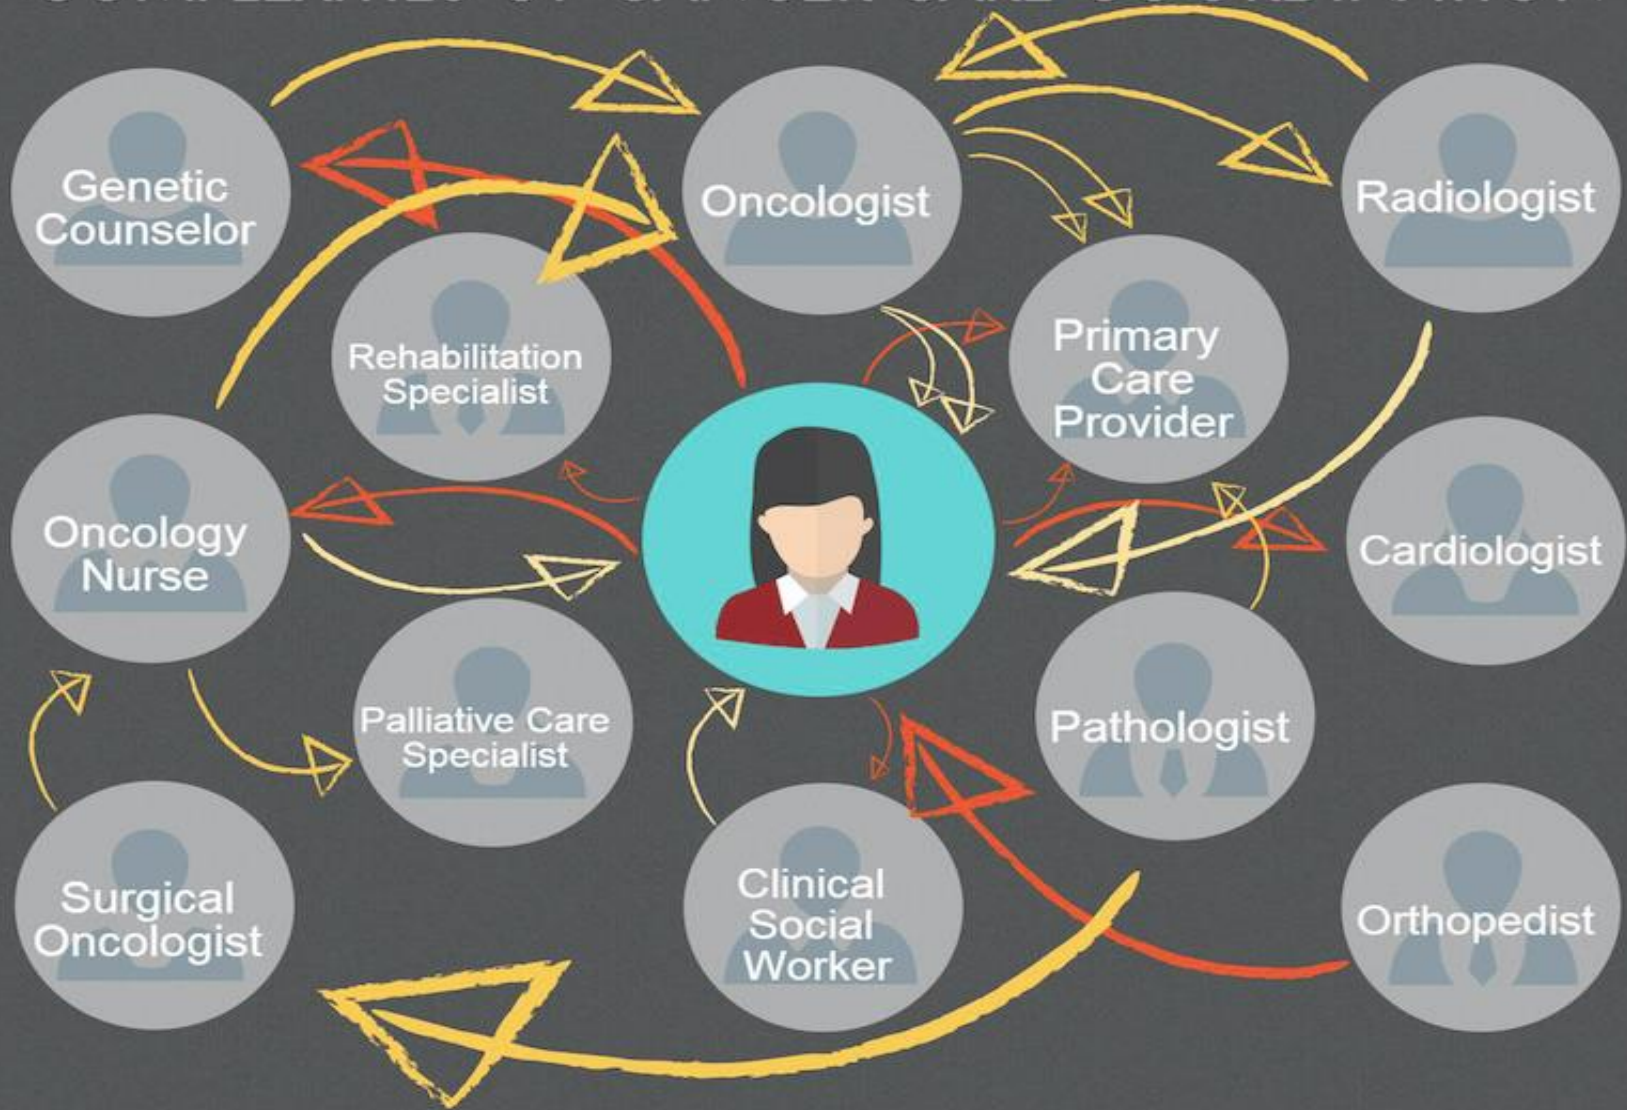 Genetic
Counselor
Oncologist
Radiologist
Rehabilitation
Specialist
Primary
Care
Provider
Oncology
Nurse
Cardiologist
Palliative Care
Specialist
Pathologist
Surgical
Oncologist
Clinical
Social
Worker
Orthopedist